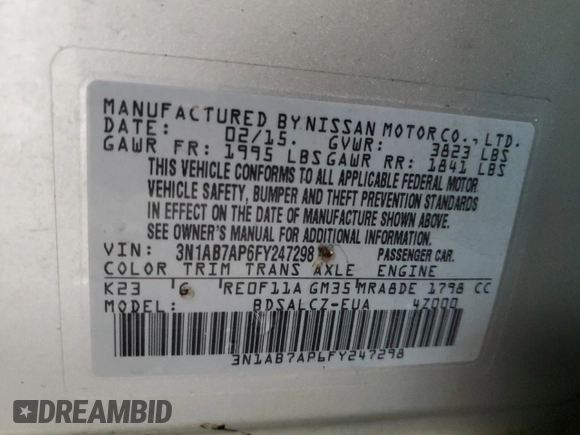 MANUFACTURED BY NISSAN MOTOR CO., LTD.
DATE: 02/15. GVWR: 3823 LBS
GAWR FR: 1995 LBS GAWR RR: 1841 LBS
THIS VEHICLE CONFORMS TO ALL APPLICABLE FEDERAL MOTOR
VEHICLE SAFETY, BUMPER AND THEFT PREVENTION STANDARDS
IN EFFECT ON THE DATE OF MANUFACTURE SHOWN ABOVE.
SEE OWNER'S MANUAL FOR ADDITIONAL INFORMATION.
VIN: 3N1AB7AP6FY247298 PASSENGER CAR.
COLOR TRIM TRANS AXLE ENGINE
K23 G RE0F11A GM35 MRA8DE 1798 CC
MODEL: BDSALCZ-EUA 4Z000
3N1AB7AP6FY247298
DREAMBID